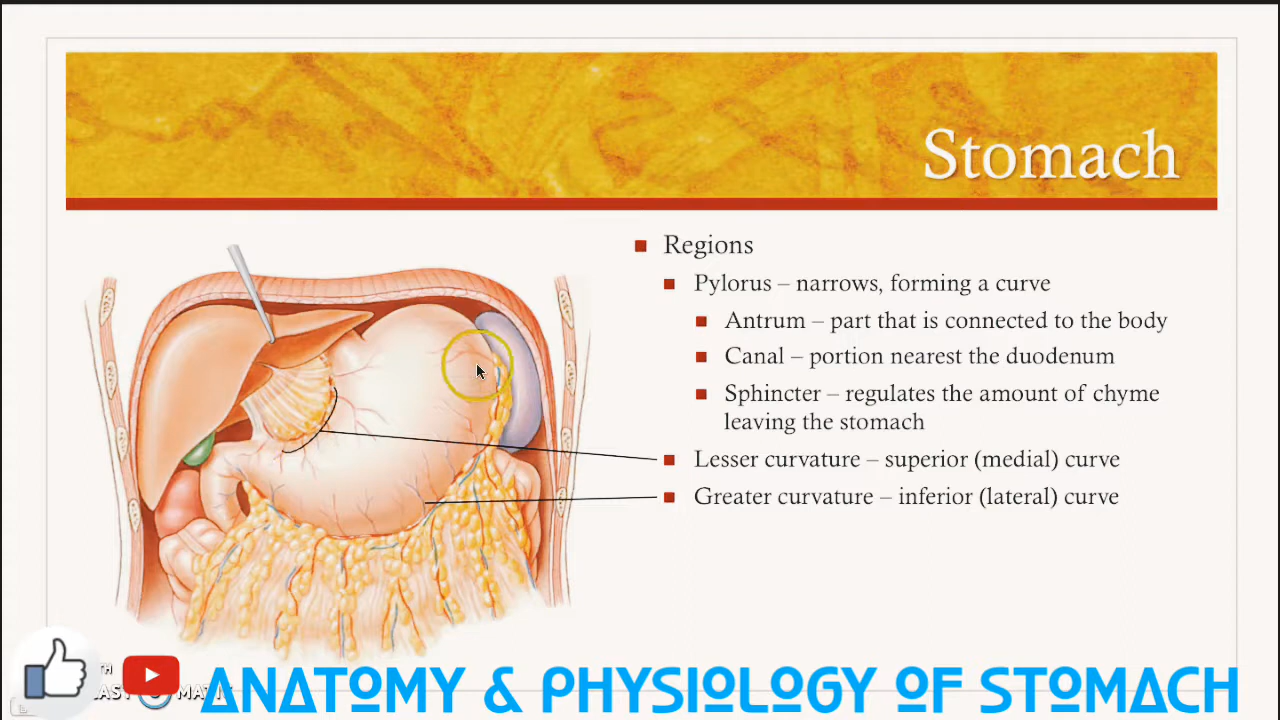 Stomach
Regions
Pylorus – narrows, forming a curve
Antrum – part that is connected to the body
Canal – portion nearest the duodenum
Sphincter – regulates the amount of chyme
leaving the stomach
Lesser curvature – superior (medial) curve
Greater curvature – inferior (lateral) curve
ANATOMY & PHYSIOLOGY OF STOMACH